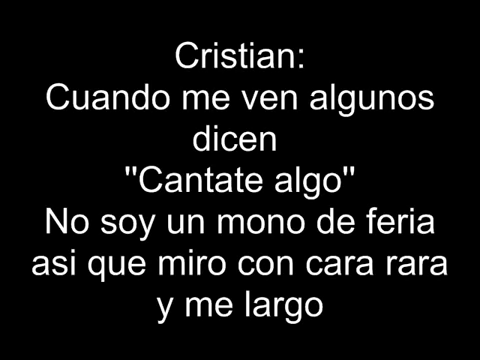 Cristian:
Cuando me ven algunos
dicen
"Cantate algo"
No soy un mono de feria
asi que miro con cara rara
y me largo